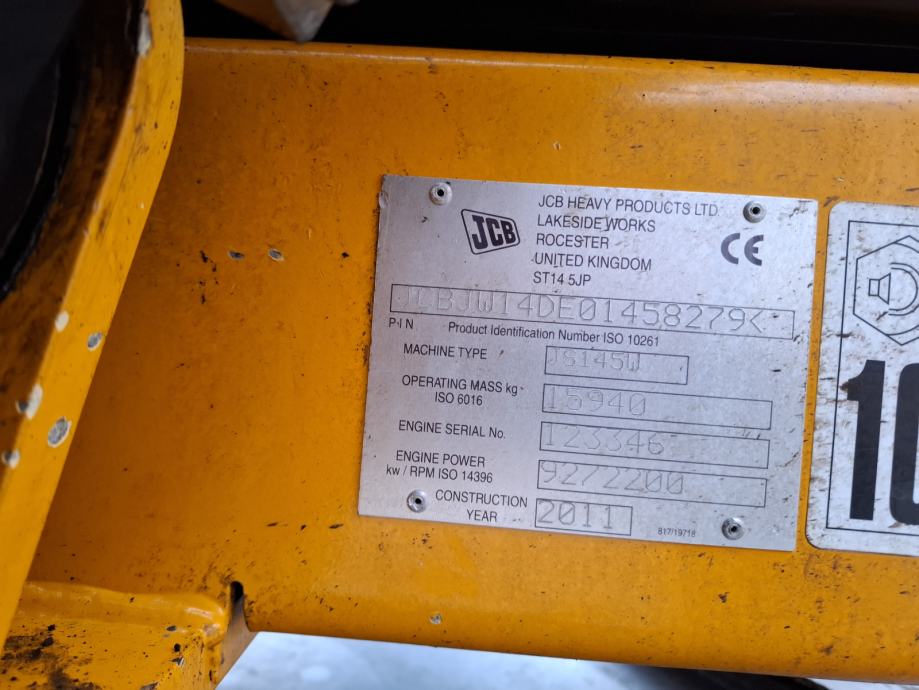 JCB
JCB HEAVY PRODUCTS LTD.
LAKESIDE WORKS
ROCESTER
UNITED KINGDOM
ST14 5JP
CE
JCBJW14DE01458279<
P·I N. Product Identification Number ISO 10261
MACHINE TYPE JS145W
OPERATING MASS kg
ISO 6016 15940
ENGINE SERIAL No. 123346
ENGINE POWER
kw / RPM ISO 14396 92/2200
CONSTRUCTION
YEAR 2011
817/19718